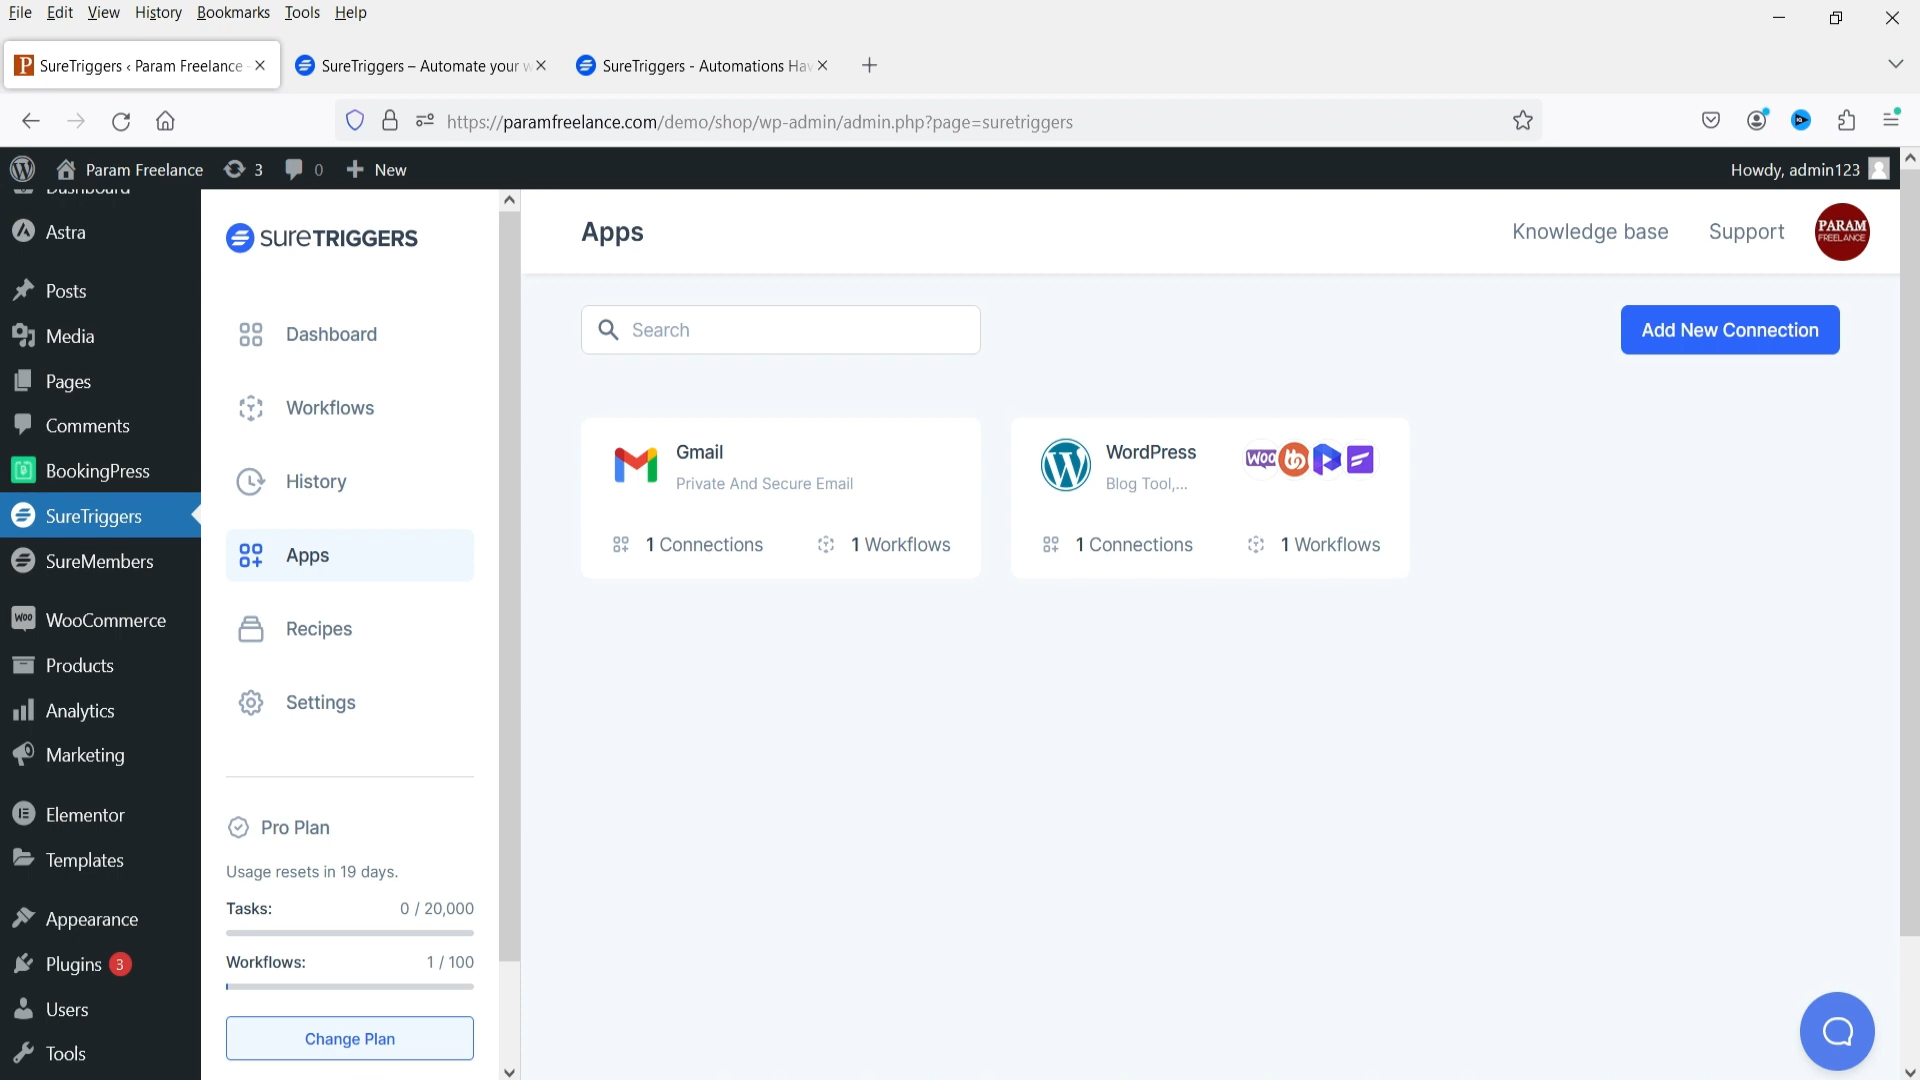 File Edit View History Bookmarks Tools Help
SureTriggers ‹ Param Freelance -
SureTriggers – Automate your w
SureTriggers - Automations Hav
https://paramfreelance.com/demo/shop/wp-admin/admin.php?page=suretriggers
Param Freelance
3
0
New
Howdy, admin123
Dashboard
Astra
Posts
Media
Pages
Comments
BookingPress
SureTriggers
SureMembers
WooCommerce
Products
Analytics
Marketing
Elementor
Templates
Appearance
Plugins 3
Users
Tools
sureTRIGGERS
Dashboard
Workflows
History
Apps
Recipes
Settings
Pro Plan
Usage resets in 19 days.
Tasks: 0 / 20,000
Workflows: 1 / 100
Change Plan
Apps
Knowledge base
Support
PARAM
FREELANCE
Search
Add New Connection
Gmail
Private And Secure Email
1 Connections
1 Workflows
WordPress
Blog Tool,...
Woo
1 Connections
1 Workflows